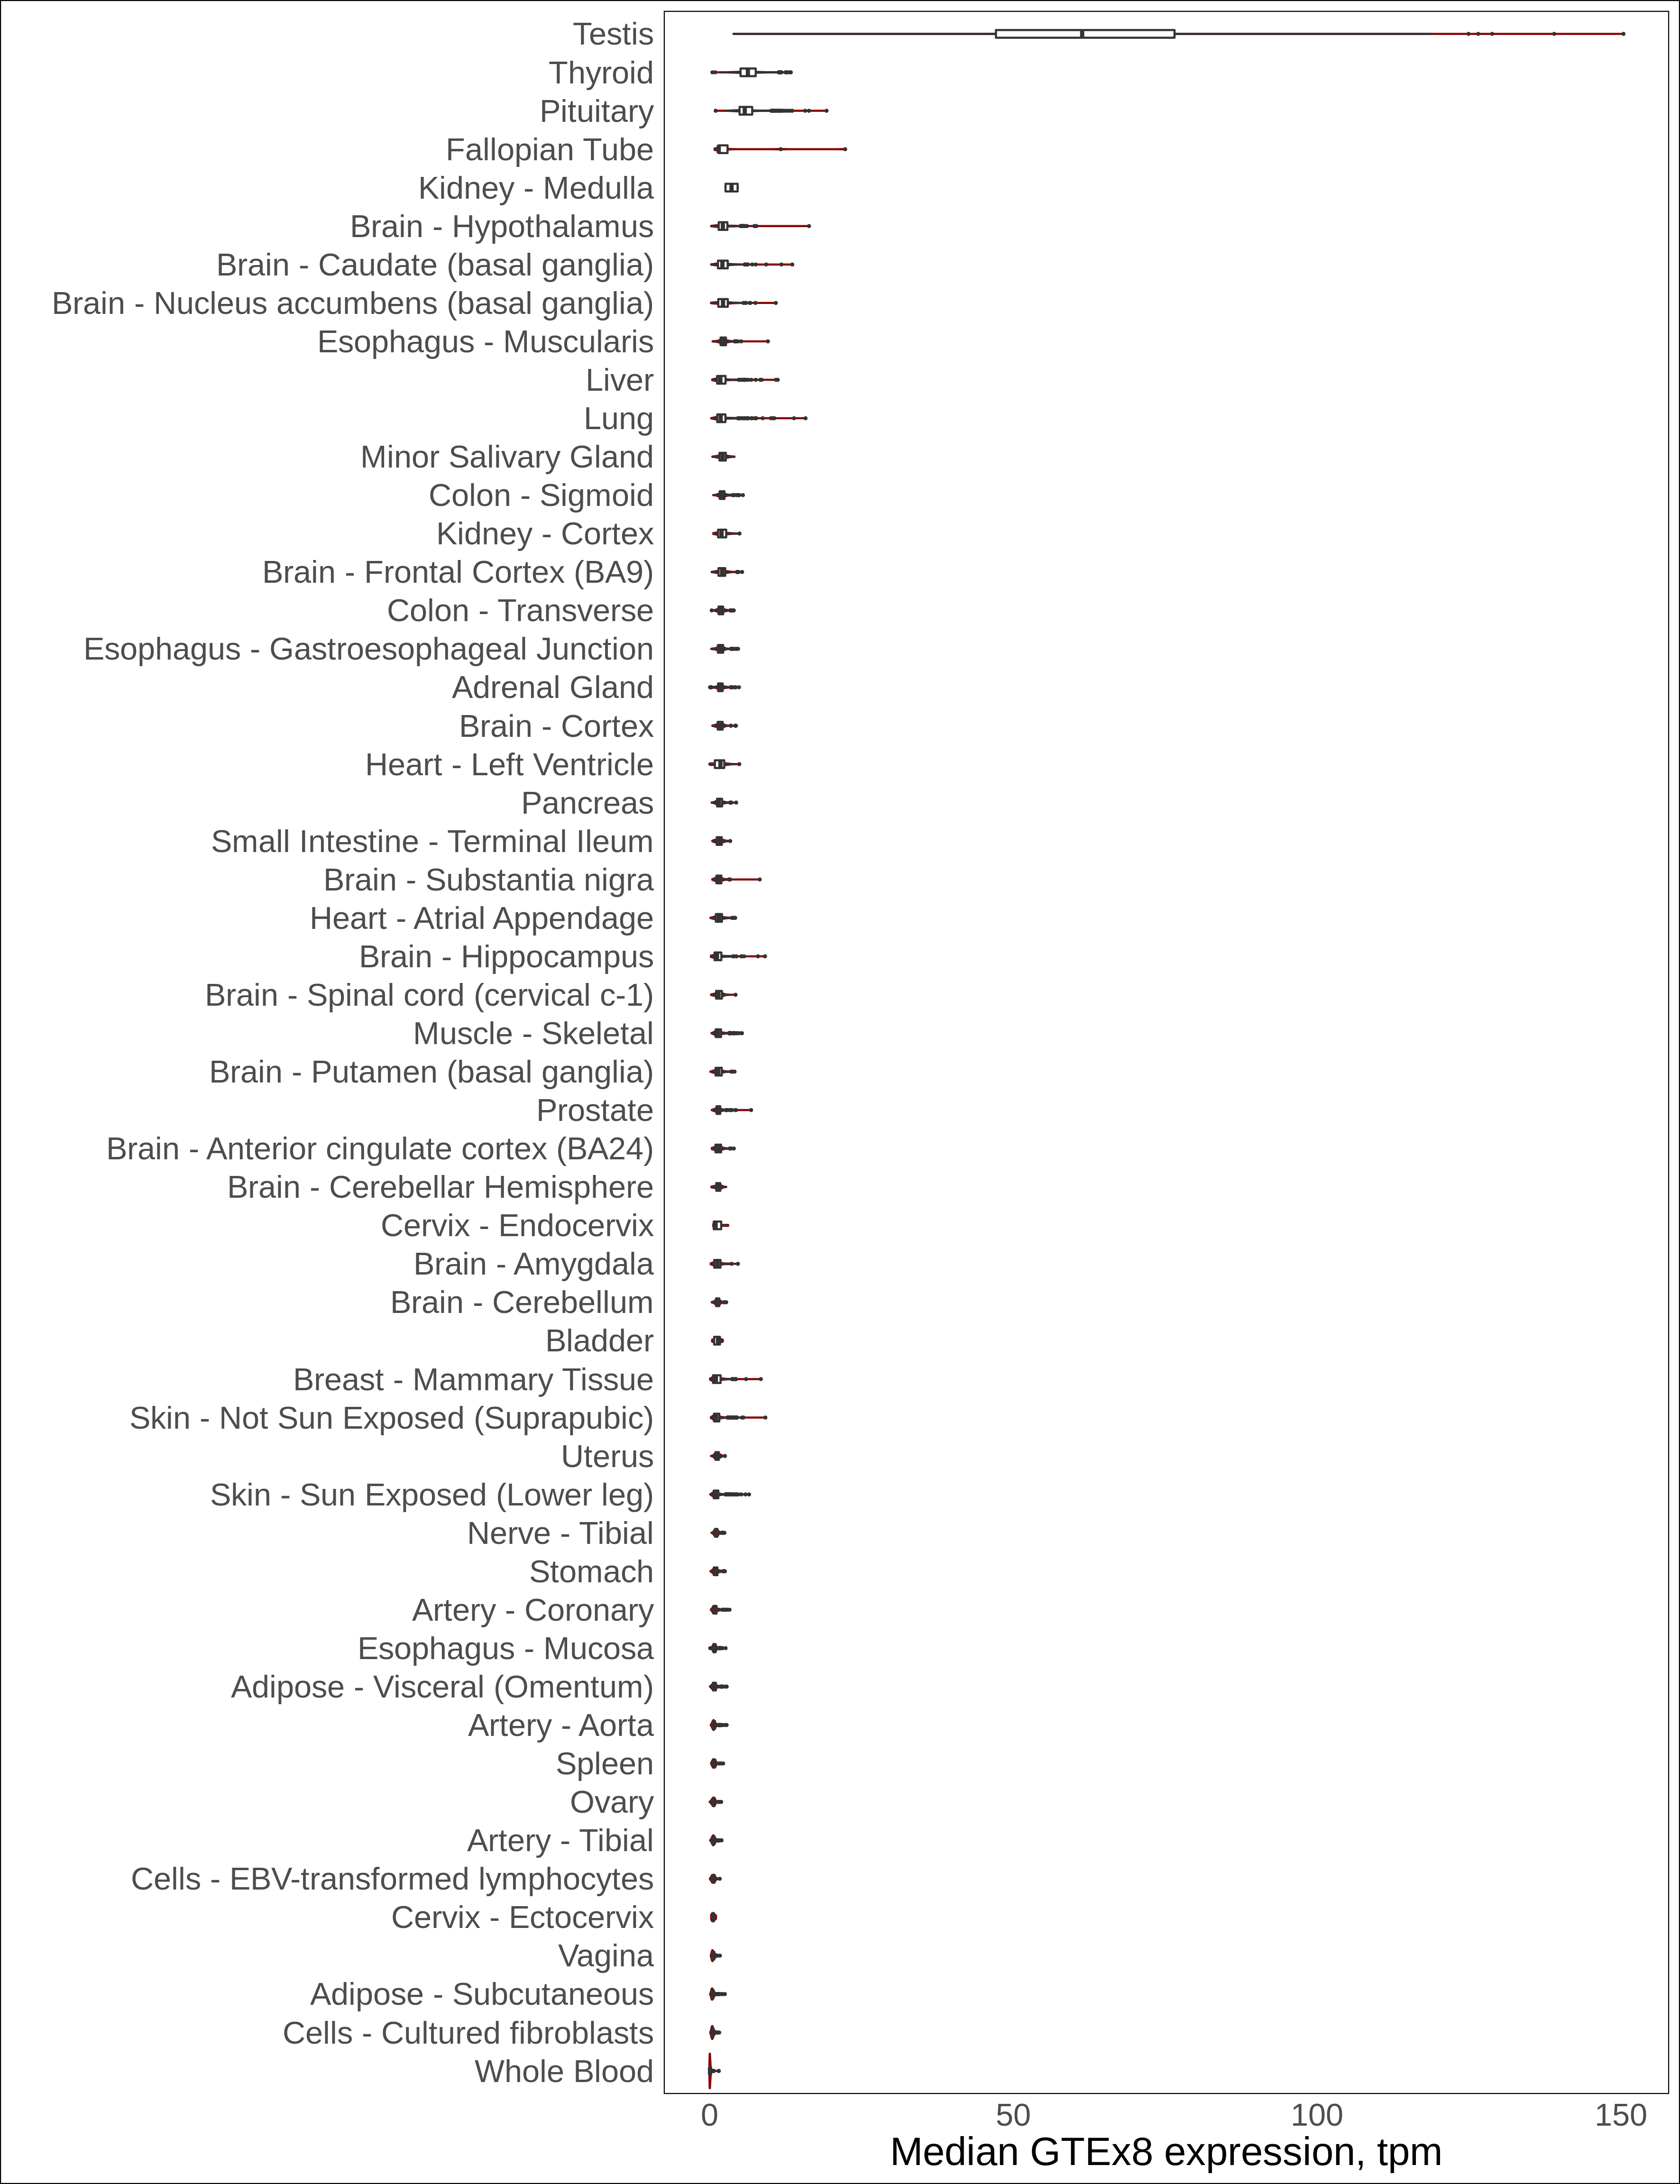 Testis
Thyroid
Pituitary
Fallopian Tube
Kidney - Medulla
Brain - Hypothalamus
Brain - Caudate (basal ganglia)
Brain - Nucleus accumbens (basal ganglia)
Esophagus - Muscularis
Liver
Lung
Minor Salivary Gland
Colon - Sigmoid
Kidney - Cortex
Brain - Frontal Cortex (BA9)
Colon - Transverse
Esophagus - Gastroesophageal Junction
Adrenal Gland
Brain - Cortex
Heart - Left Ventricle
Pancreas
Small Intestine - Terminal Ileum
Brain - Substantia nigra
Heart - Atrial Appendage
Brain - Hippocampus
Brain - Spinal cord (cervical c-1)
Muscle - Skeletal
Brain - Putamen (basal ganglia)
Prostate
Brain - Anterior cingulate cortex (BA24)
Brain - Cerebellar Hemisphere
Cervix - Endocervix
Brain - Amygdala
Brain - Cerebellum
Bladder
Breast - Mammary Tissue
Skin - Not Sun Exposed (Suprapubic)
Uterus
Skin - Sun Exposed (Lower leg)
Nerve - Tibial
Stomach
Artery - Coronary
Esophagus - Mucosa
Adipose - Visceral (Omentum)
Artery - Aorta
Spleen
Ovary
Artery - Tibial
Cells - EBV-transformed lymphocytes
Cervix - Ectocervix
Vagina
Adipose - Subcutaneous
Cells - Cultured fibroblasts
Whole Blood
0 50 100 150
Median GTEx8 expression, tpm